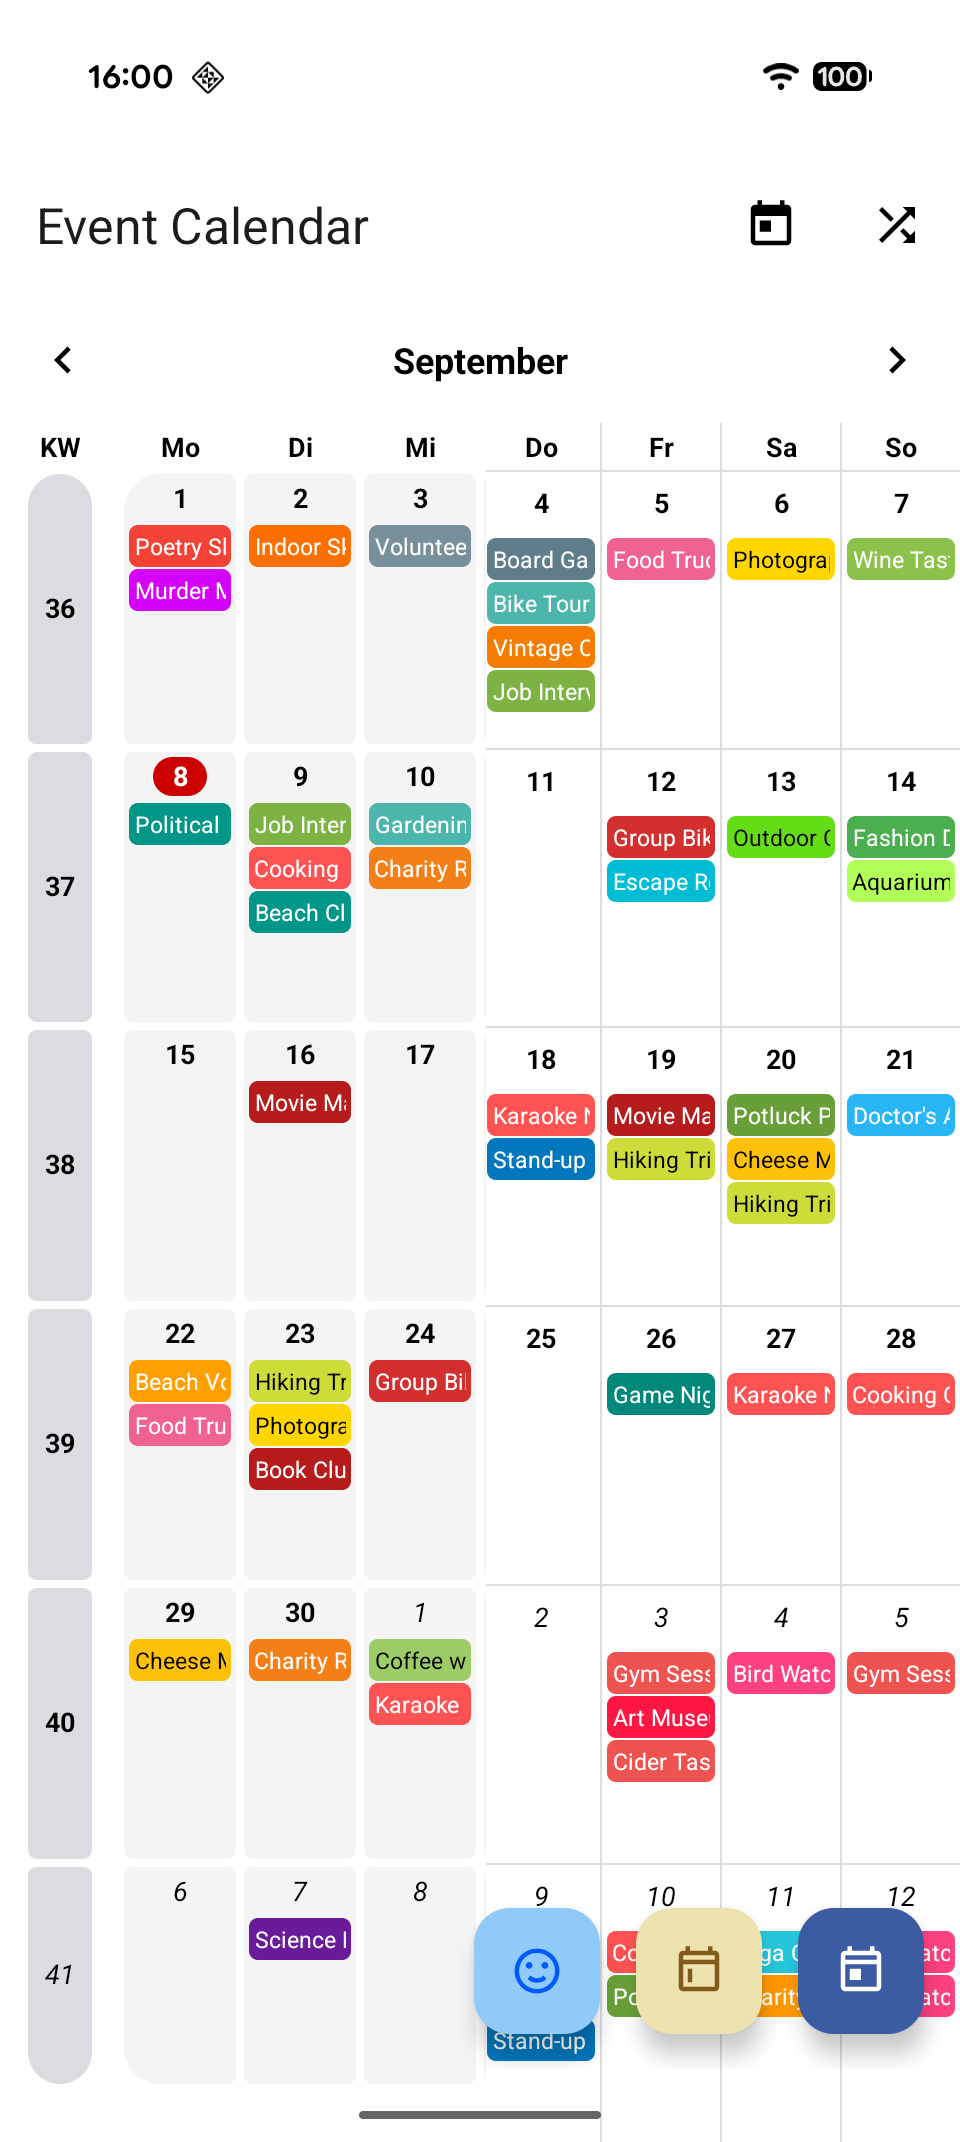 16:00 100
Event Calendar
September
KW Mo Di Mi Do Fr Sa So
36 1 2 3 4 5 6 7
Poetry Sl Indoor Sk Voluntee Board Ga Food Truc Photogra Wine Tas
Murder M Bike Tour
Vintage C
Job Interv
37 8 9 10 11 12 13 14
Political Job Inter Gardenin Group Bik Outdoor C Fashion D
Cooking Charity R Escape R Aquarium
Beach Cl
38 15 16 17 18 19 20 21
Movie Ma Karaoke N Movie Ma Potluck P Doctor's A
Stand-up Hiking Tri Cheese M
Hiking Tri
39 22 23 24 25 26 27 28
Beach Vo Hiking Tr Group Bi Game Nig Karaoke N Cooking C
Food Tru Photogra
Book Clu
40 29 30 1 2 3 4 5
Cheese M Charity R Coffee w Gym Sess Bird Watc Gym Sess
Karaoke Art Muse
Cider Tas
41 6 7 8 9 10 11 12
Science Co ga atc
Po arity atc
Stand-up